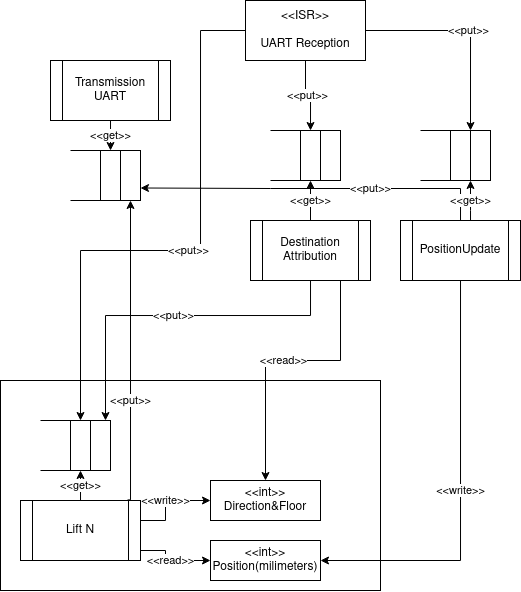 <<ISR>>
UART Reception
<<put>>
Transmission
UART
<<put>>
<<get>>
<<put>>
<<get>>
<<get>>
Destination
Attribution
PositionUpdate
<<put>>
<<put>>
<<read>>
<<put>>
<<get>>
<<write>>
<<int>>
Direction&Floor
<<write>>
Lift N
<<int>>
<<read>>
Position(milimeters)